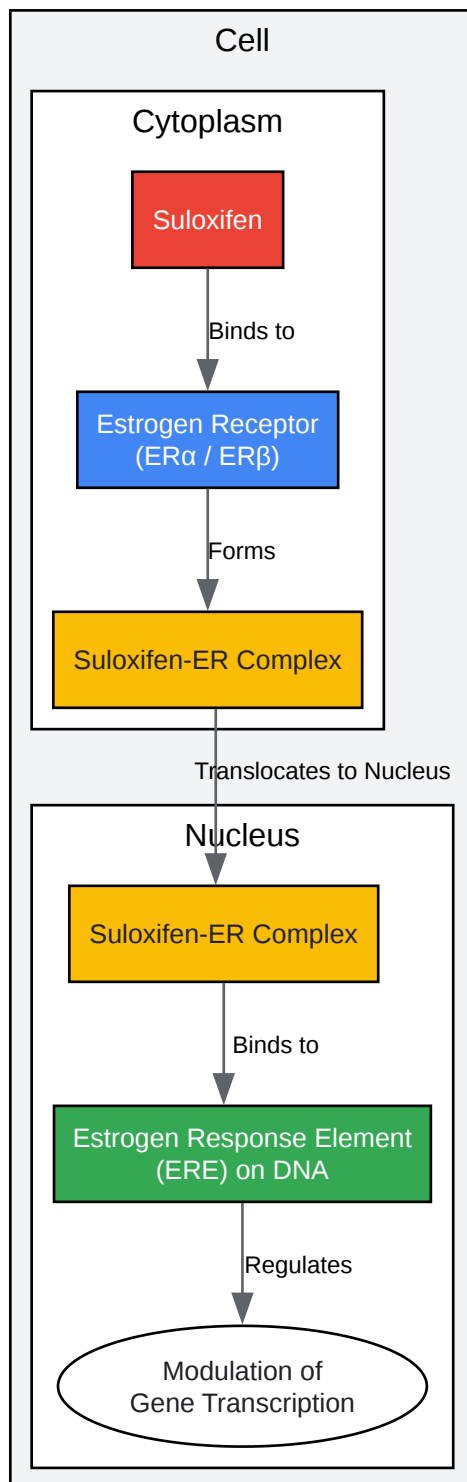 Cell
Cytoplasm
Suloxifen
Binds to
Estrogen Receptor
(ERα / ERβ)
Forms
Suloxifen-ER Complex
Translocates to Nucleus
Nucleus
Suloxifen-ER Complex
Binds to
Estrogen Response Element
(ERE) on DNA
Regulates
Modulation of
Gene Transcription